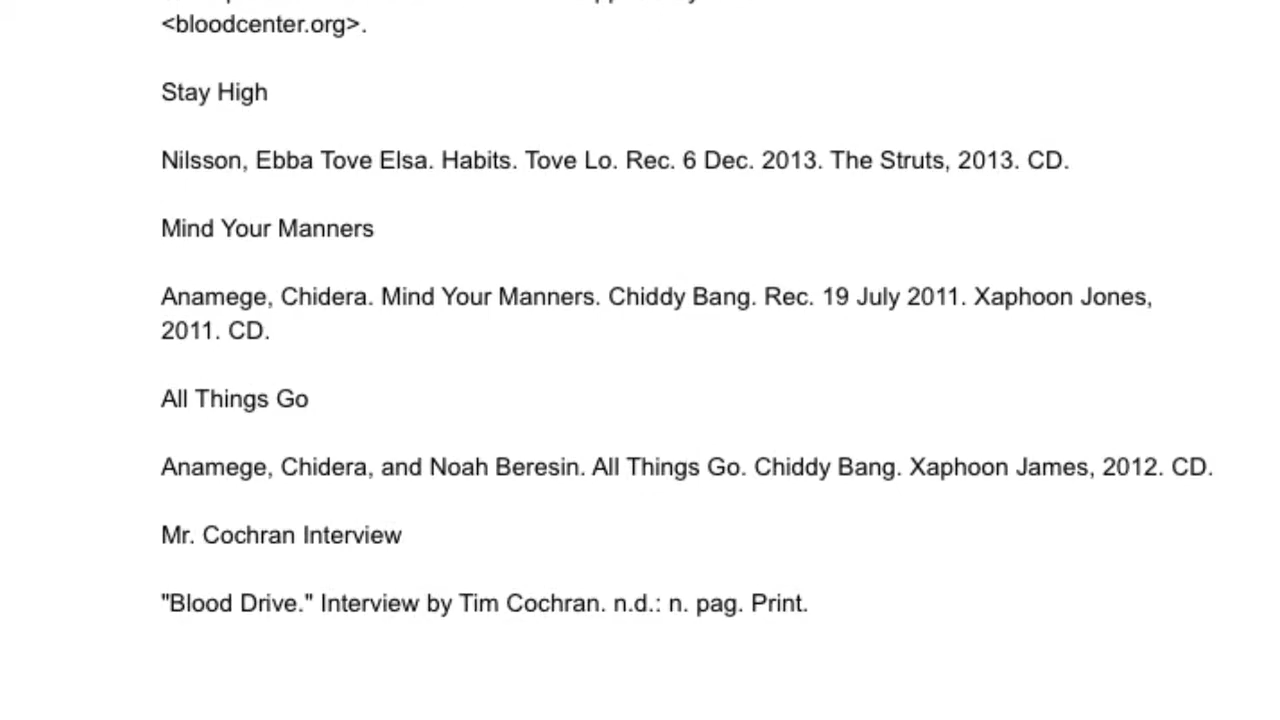 <bloodcenter.org>.
Stay High
Nilsson, Ebba Tove Elsa. Habits. Tove Lo. Rec. 6 Dec. 2013. The Struts, 2013. CD.
Mind Your Manners
Anamege, Chidera. Mind Your Manners. Chiddy Bang. Rec. 19 July 2011. Xaphoon Jones,
2011. CD.
All Things Go
Anamege, Chidera, and Noah Beresin. All Things Go. Chiddy Bang. Xaphoon James, 2012. CD.
Mr. Cochran Interview
"Blood Drive." Interview by Tim Cochran. n.d.: n. pag. Print.